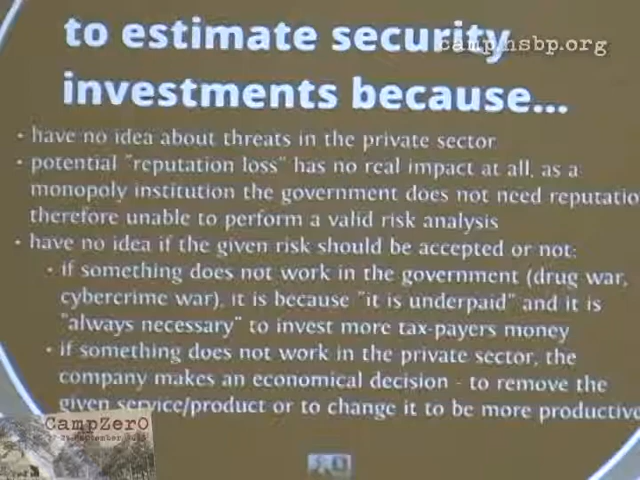 to estimate security
camp.hsbp.org
investments because...
• have no idea about threats in the private sector
• potential "reputation loss" has no real impact at all, as a
monopoly institution the government does not need reputatio
therefore unable to perform a valid risk analysis
• have no idea if the given risk should be accepted or not:
• if something does not work in the government (drug war,
cybercrime war), it is because "it is underpaid" and it is
"always necessary" to invest more tax-payers money
• if something does not work in the private sector, the
company makes an economical decision - to remove the
given service/product or to change it to be more productive
CampZer0